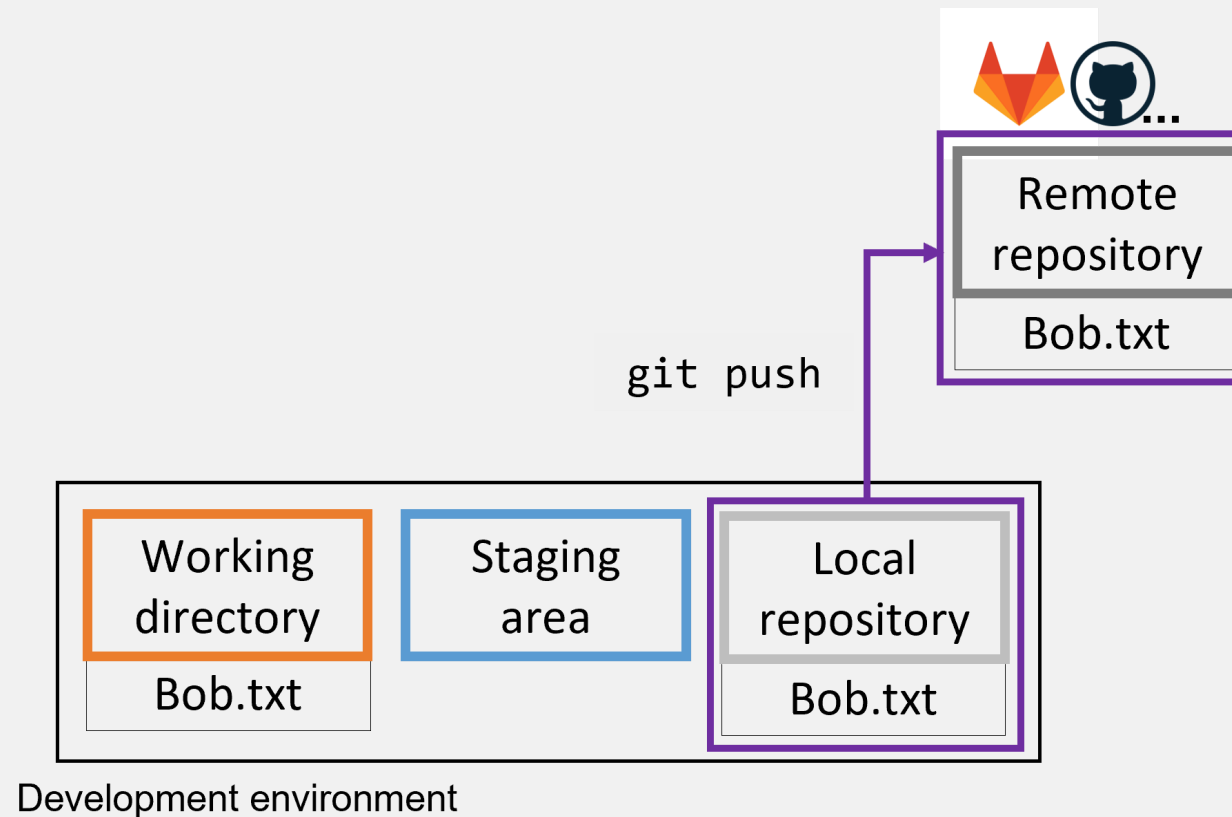 ...
Remote
repository
Bob.txt
git push
Working
directory
Bob.txt
Staging
area
Local
repository
Bob.txt
Development environment